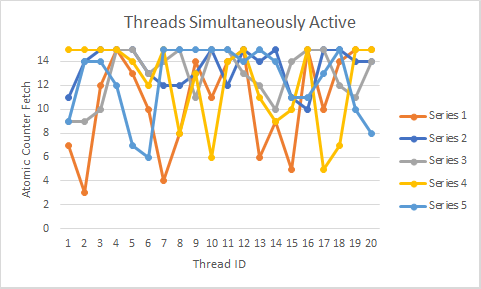 Threads Simultaneously Active
Atomic Counter Fetch
14
12
10
8
6
4
2
0
1 2 3 4 5 6 7 8 9 10 11 12 13 14 15 16 17 18 19 20
Thread ID
Series 1
Series 2
Series 3
Series 4
Series 5